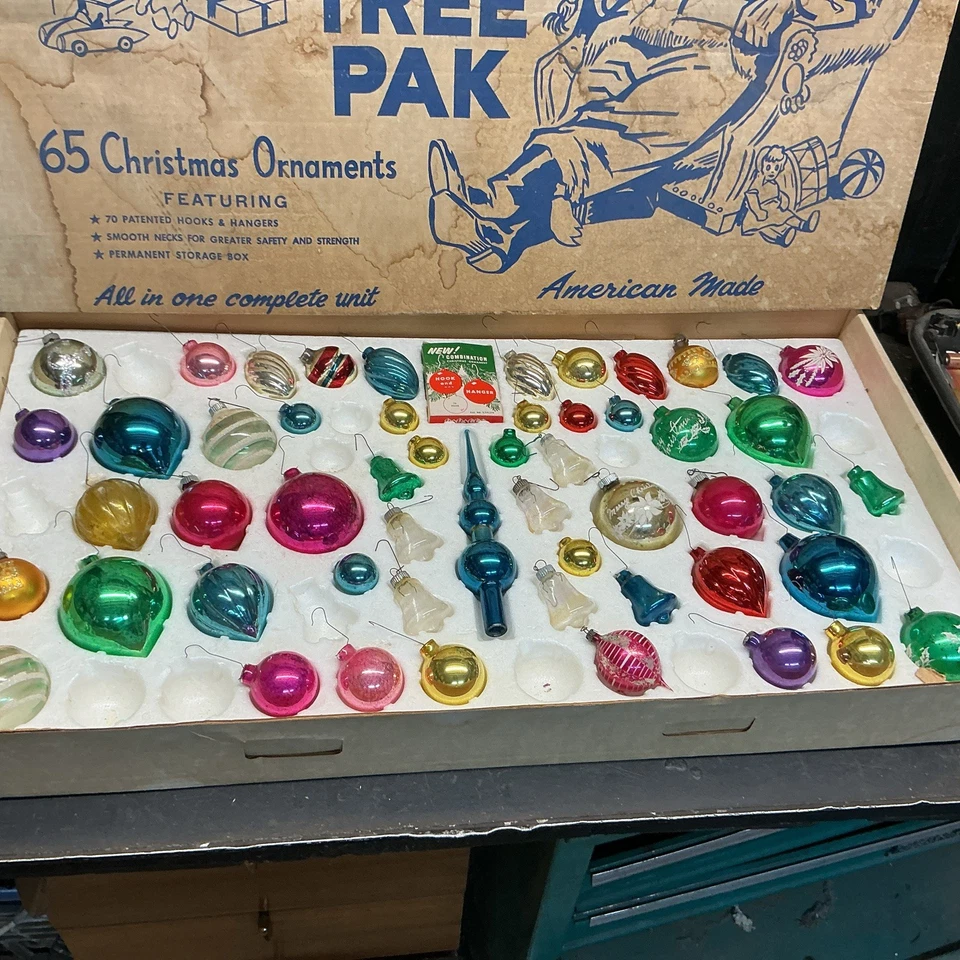 TREE
PAK
65 Christmas Ornaments
FEATURING
★ 70 PATENTED HOOKS & HANGERS
★ SMOOTH NECKS FOR GREATER SAFETY AND STRENGTH
★ PERMANENT STORAGE BOX
All in one complete unit
American Made
NEW!
COMBINATION
HOOK
and
HANGER